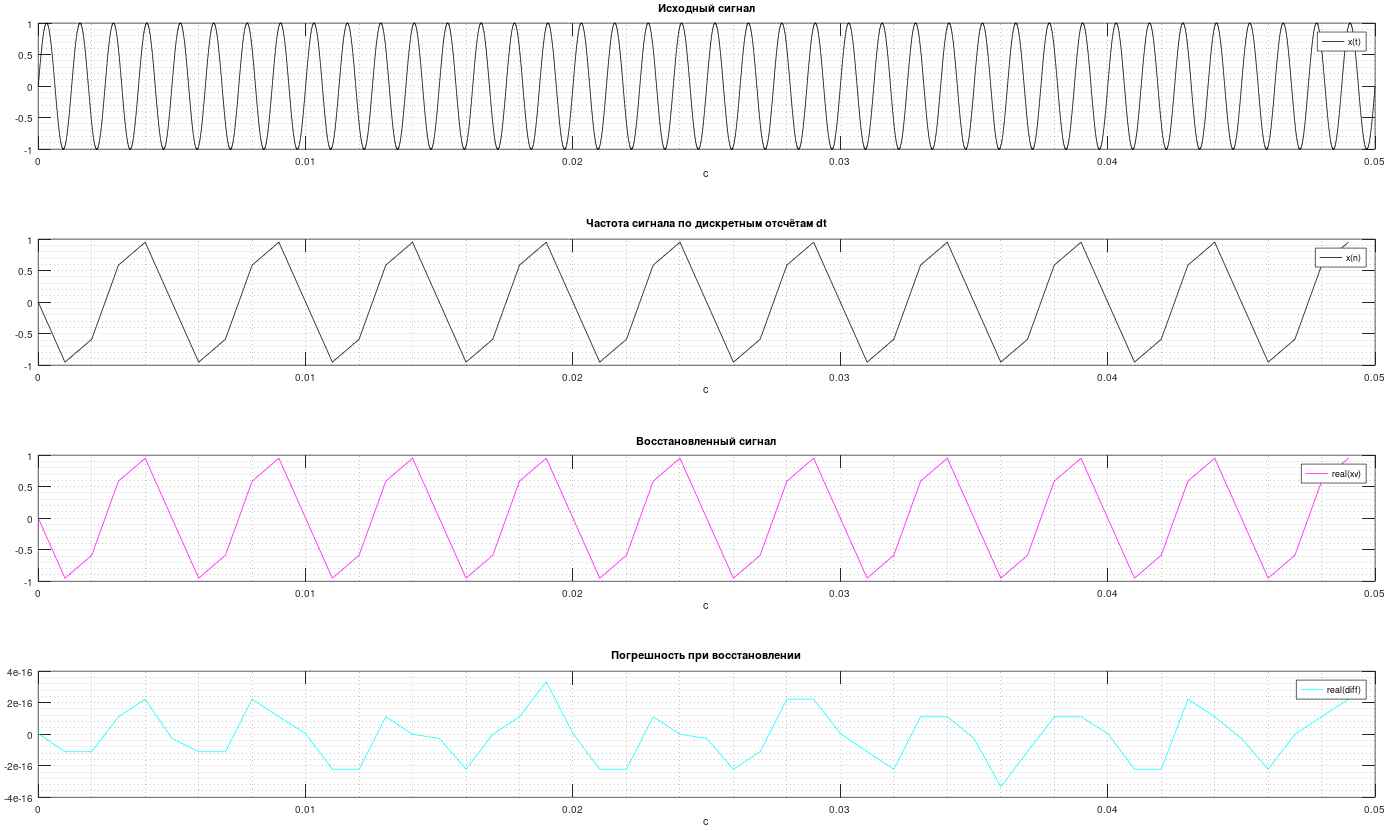 Исходный сигнал
1
0.5
0
-0.5
-1
x(t)
0 0.01 0.02 0.03 0.04 0.05
с
Частота сигнала по дискретным отсчётам dt
1
0.5
0
-0.5
-1
x(n)
0 0.01 0.02 0.03 0.04 0.05
с
Восстановленный сигнал
1
0.5
0
-0.5
-1
real(xv)
0 0.01 0.02 0.03 0.04 0.05
с
Погрешность при восстановлении
4e-16
2e-16
0
-2e-16
-4e-16
real(diff)
0 0.01 0.02 0.03 0.04 0.05
с